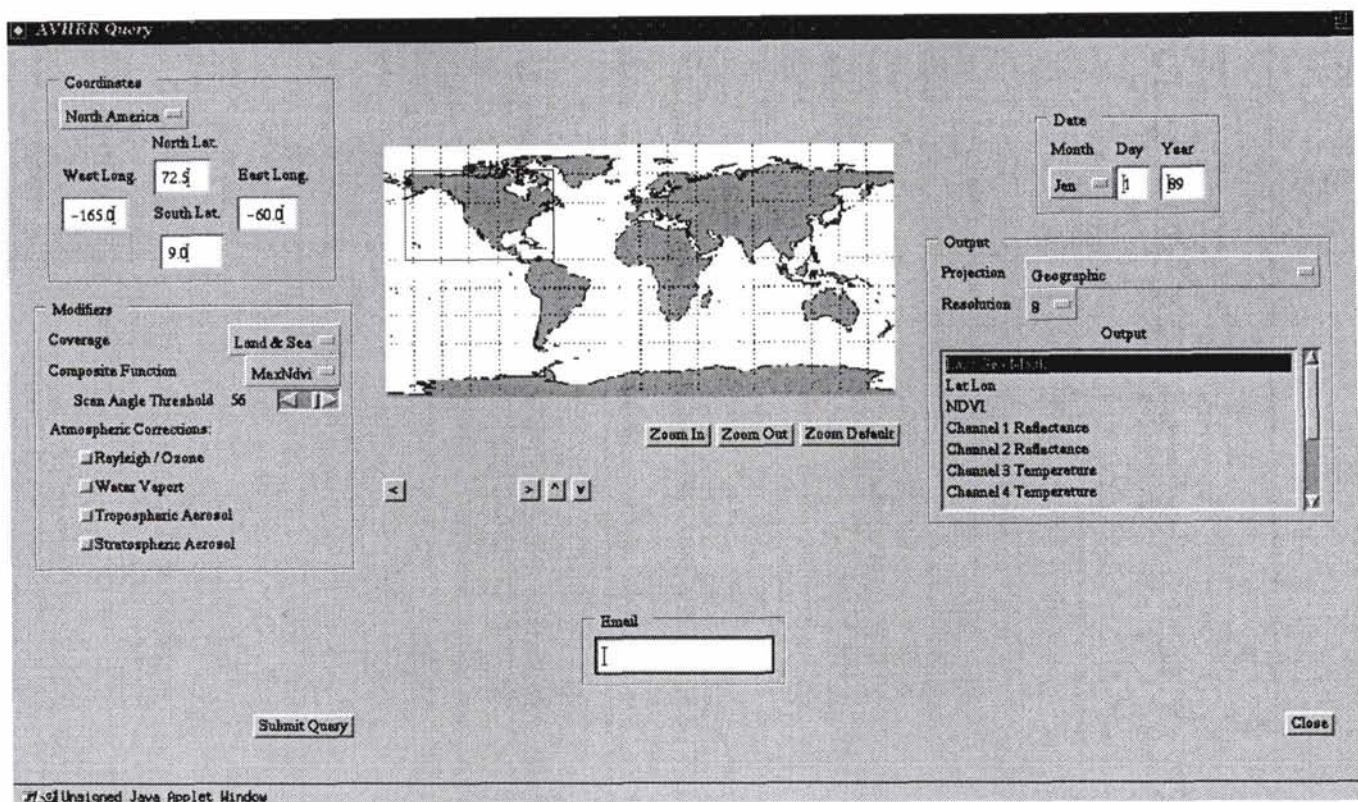 AVHRR Query
Coordinates
North America
North Lat.
West Long.
72.5
East Long.
-165.0
South Lat.
-60.0
9.0
Modifiers
Coverage
Land & Sea
Composite Function
MaxNdvi
Scan Angle Threshold 56
Atmospheric Corrections:
Rayleigh / Ozone
Water Vaport
Tropospheric Aerosol
Stratospheric Aerosol
Zoom In
Zoom Out
Zoom Default
<
>
^
v
Date
Month Day Year
Jan 1 89
Output
Projection Geographic
Resolution 8
Output
Lat Lon
NDVI
Channel 1 Reflectance
Channel 2 Reflectance
Channel 3 Temperature
Channel 4 Temperature
Email
Submit Query
Close
Unsigned Java Applet Window